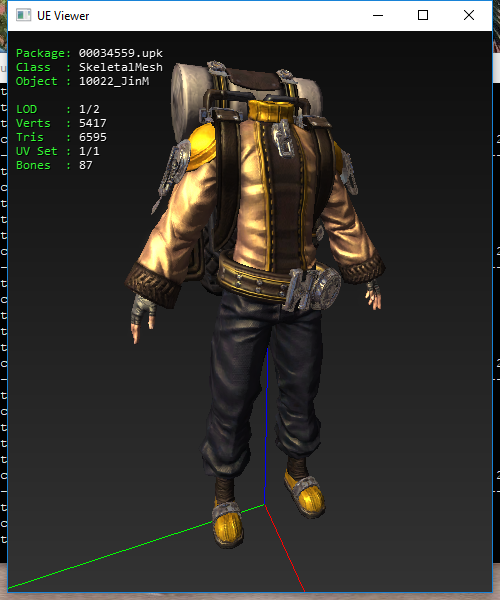 UE Viewer
Package: 00034559.upk
Class : SkeletalMesh
Object : 10022_JinM
LOD : 1/2
Verts : 5417
Tris : 6595
UV Set : 1/1
Bones : 87